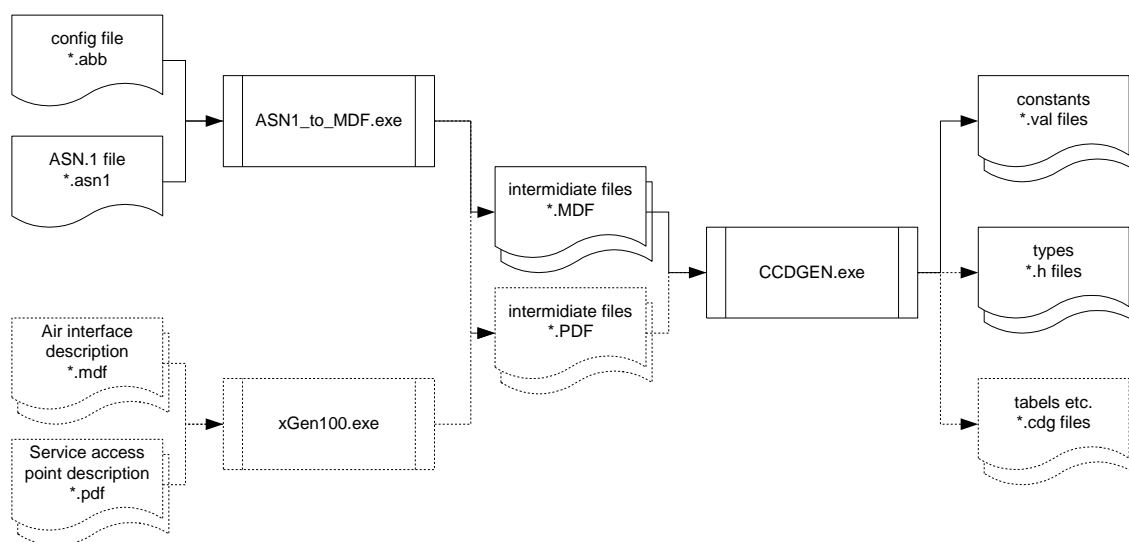 config file
*.abb
ASN.1 file
*.asn1
ASN1_to_MDF.exe
Air interface
description
*.mdf
Service access
point description
*.pdf
xGen100.exe
intermidiate files
*.MDF
intermidiate files
*.PDF
CCDGEN.exe
constants
*.val files
types
*.h files
tabels etc.
*.cdg files